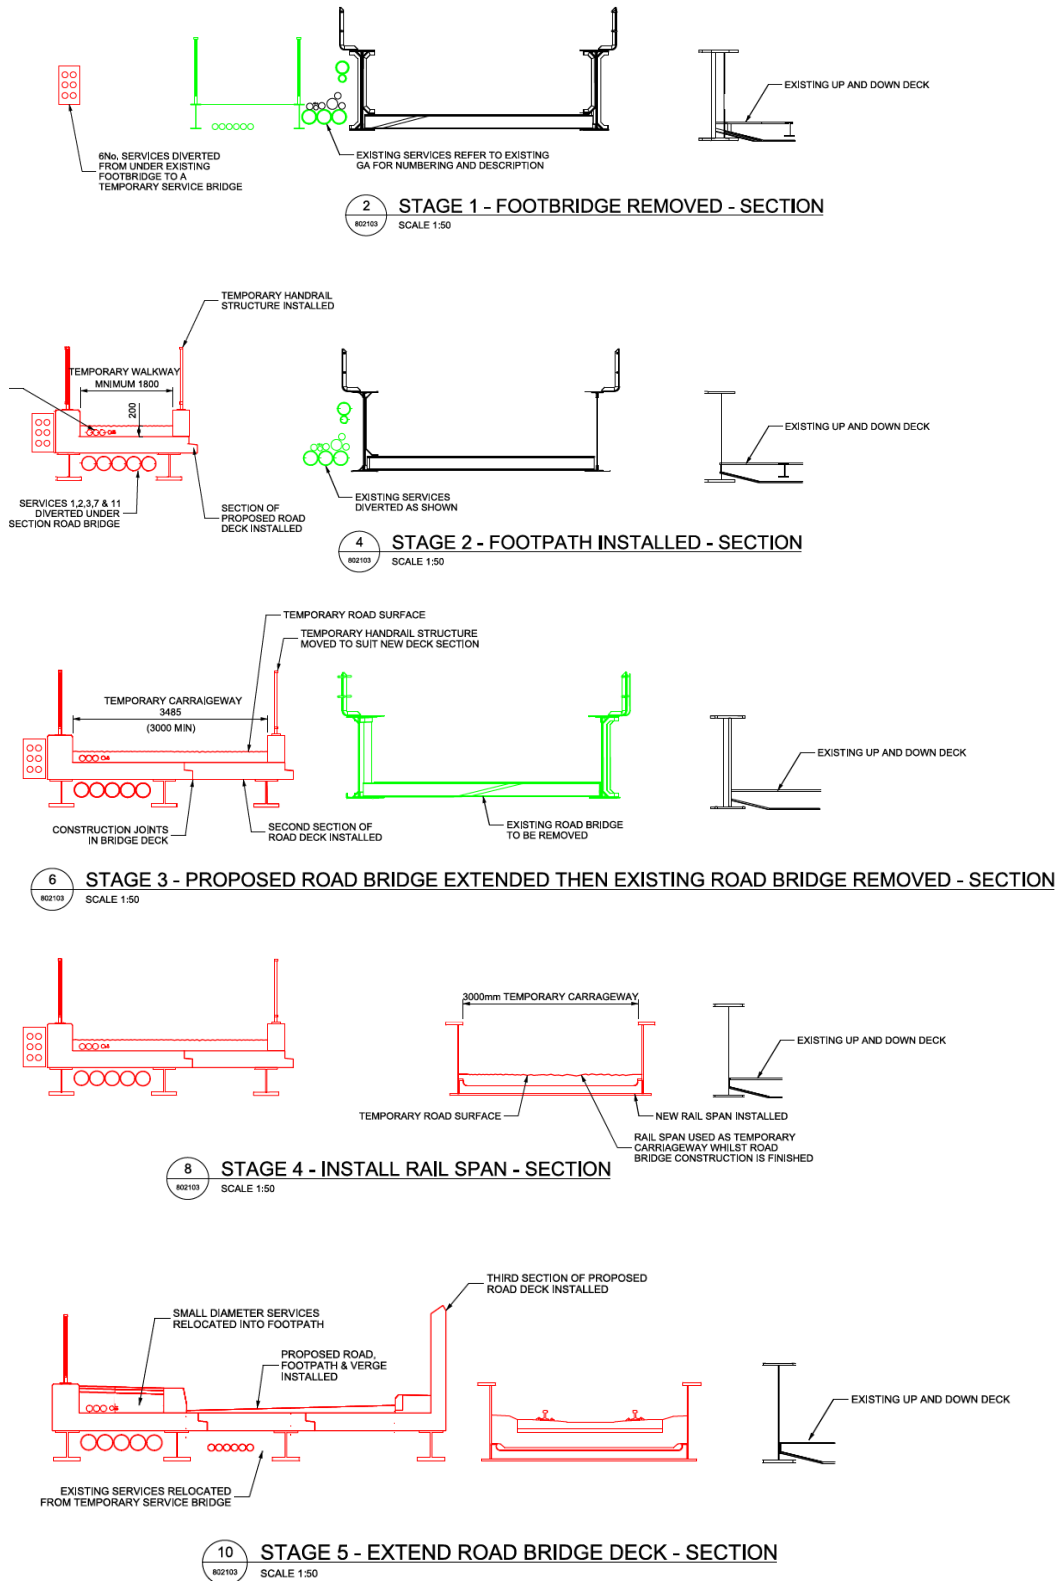 EXISTING UP AND DOWN DECK
6No. SERVICES DIVERTED
FROM UNDER EXISTING
FOOTBRIDGE TO A
TEMPORARY SERVICE BRIDGE
EXISTING SERVICES REFER TO EXISTING
GA FOR NUMBERING AND DESCRIPTION
2
802103
STAGE 1 - FOOTBRIDGE REMOVED - SECTION
SCALE 1:50
TEMPORARY HANDRAIL
STRUCTURE INSTALLED
TEMPORARY WALKWAY
MNIMUM 1800
200
EXISTING UP AND DOWN DECK
SERVICES 1,2,3,7 & 11
DIVERTED UNDER
SECTION ROAD BRIDGE
SECTION OF
PROPOSED ROAD
DECK INSTALLED
EXISTING SERVICES
DIVERTED AS SHOWN
4
802103
STAGE 2 - FOOTPATH INSTALLED - SECTION
SCALE 1:50
TEMPORARY ROAD SURFACE
TEMPORARY HANDRAIL STRUCTURE
MOVED TO SUIT NEW DECK SECTION
TEMPORARY CARRAIGEWAY
3485
(3000 MIN)
EXISTING UP AND DOWN DECK
CONSTRUCTION JOINTS
IN BRIDGE DECK
SECOND SECTION OF
ROAD DECK INSTALLED
EXISTING ROAD BRIDGE
TO BE REMOVED
6
802103
STAGE 3 - PROPOSED ROAD BRIDGE EXTENDED THEN EXISTING ROAD BRIDGE REMOVED - SECTION
SCALE 1:50
3000mm TEMPORARY CARRAGEWAY
EXISTING UP AND DOWN DECK
TEMPORARY ROAD SURFACE
NEW RAIL SPAN INSTALLED
RAIL SPAN USED AS TEMPORARY
CARRIAGEWAY WHILST ROAD
BRIDGE CONSTRUCTION IS FINISHED
8
802103
STAGE 4 - INSTALL RAIL SPAN - SECTION
SCALE 1:50
THIRD SECTION OF PROPOSED
ROAD DECK INSTALLED
SMALL DIAMETER SERVICES
RELOCATED INTO FOOTPATH
PROPOSED ROAD,
FOOTPATH & VERGE
INSTALLED
EXISTING UP AND DOWN DECK
EXISTING SERVICES RELOCATED
FROM TEMPORARY SERVICE BRIDGE
10
802103
STAGE 5 - EXTEND ROAD BRIDGE DECK - SECTION
SCALE 1:50